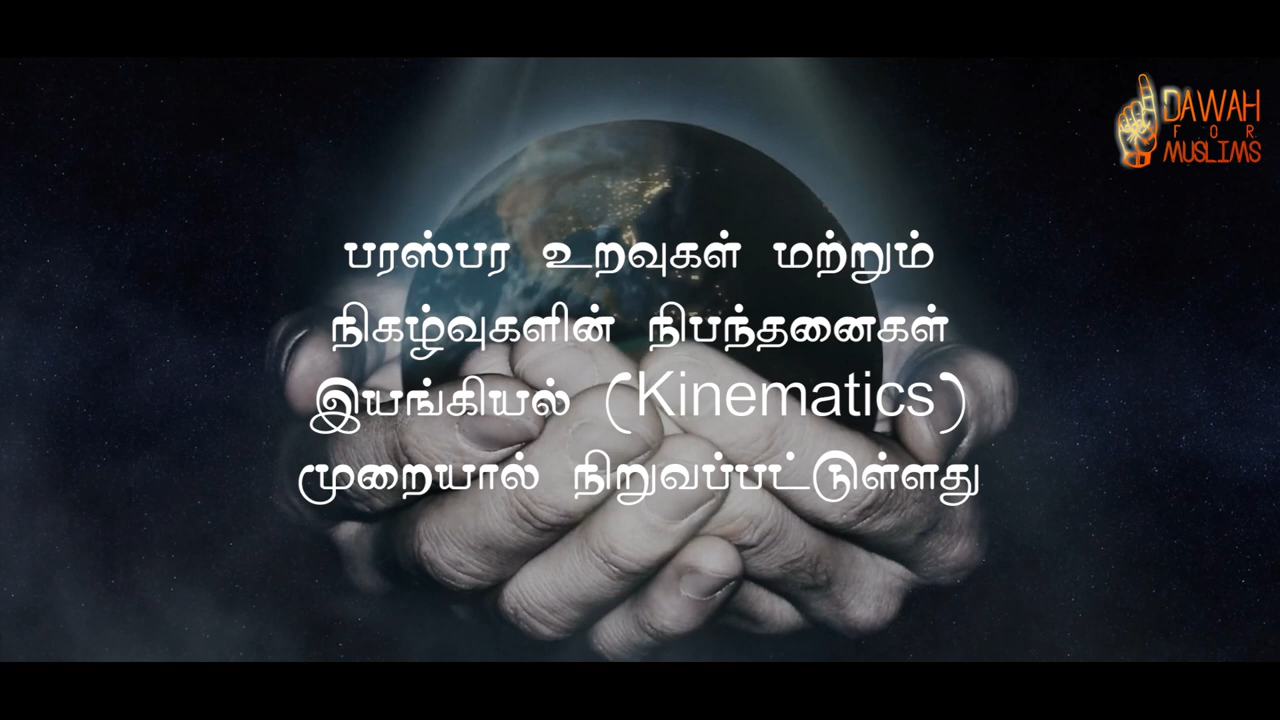 DAWAH
FOR
MUSLIMS
பரஸ்பர உறவுகள் மற்றும்
நிகழ்வுகளின் நிபந்தனைகள்
இயங்கியல் (Kinematics)
முறையால் நிறுவப்பட்டுள்ளது